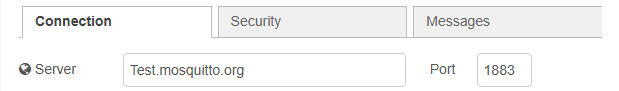 Connection Security Messages
Server Test.mosquitto.org Port 1883